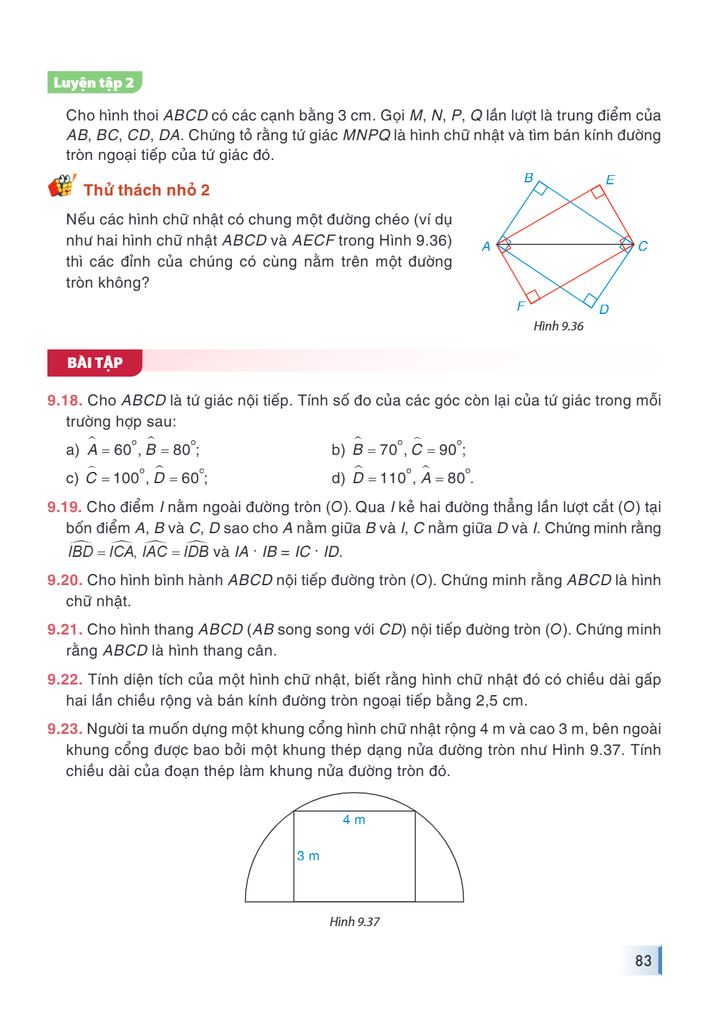 Luyện tập 2
Cho hình thoi ABCD có các cạnh bằng 3 cm. Gọi M, N, P, Q lần lượt là trung điểm của
AB, BC, CD, DA. Chứng tỏ rằng tứ giác MNPQ là hình chữ nhật và tìm bán kính đường
tròn ngoại tiếp của tứ giác đó.
Thử thách nhỏ 2
Nếu các hình chữ nhật có chung một đường chéo (ví dụ
như hai hình chữ nhật ABCD và AECF trong Hình 9.36)
thì các đỉnh của chúng có cùng nằm trên một đường
tròn không?
B E
A C
F D
Hình 9.36
BÀI TẬP
9.18. Cho ABCD là tứ giác nội tiếp. Tính số đo của các góc còn lại của tứ giác trong mỗi
trường hợp sau:
a) Â = 60°, B̂ = 80°; b) B̂ = 70°, Ĉ = 90°;
c) Ĉ = 100°, D̂ = 60°; d) D̂ = 110°, Â = 80°.
9.19. Cho điểm I nằm ngoài đường tròn (O). Qua I kẻ hai đường thẳng lần lượt cắt (O) tại
bốn điểm A, B và C, D sao cho A nằm giữa B và I, C nằm giữa D và I. Chứng minh rằng
\widehat{IBD} = \widehat{ICA}, \widehat{IAC} = \widehat{IDB} và IA · IB = IC · ID.
9.20. Cho hình bình hành ABCD nội tiếp đường tròn (O). Chứng minh rằng ABCD là hình
chữ nhật.
9.21. Cho hình thang ABCD (AB song song với CD) nội tiếp đường tròn (O). Chứng minh
rằng ABCD là hình thang cân.
9.22. Tính diện tích của một hình chữ nhật, biết rằng hình chữ nhật đó có chiều dài gấp
hai lần chiều rộng và bán kính đường tròn ngoại tiếp bằng 2,5 cm.
9.23. Người ta muốn dựng một khung cổng hình chữ nhật rộng 4 m và cao 3 m, bên ngoài
khung cổng được bao bởi một khung thép dạng nửa đường tròn như Hình 9.37. Tính
chiều dài của đoạn thép làm khung nửa đường tròn đó.
4 m
3 m
Hình 9.37
83